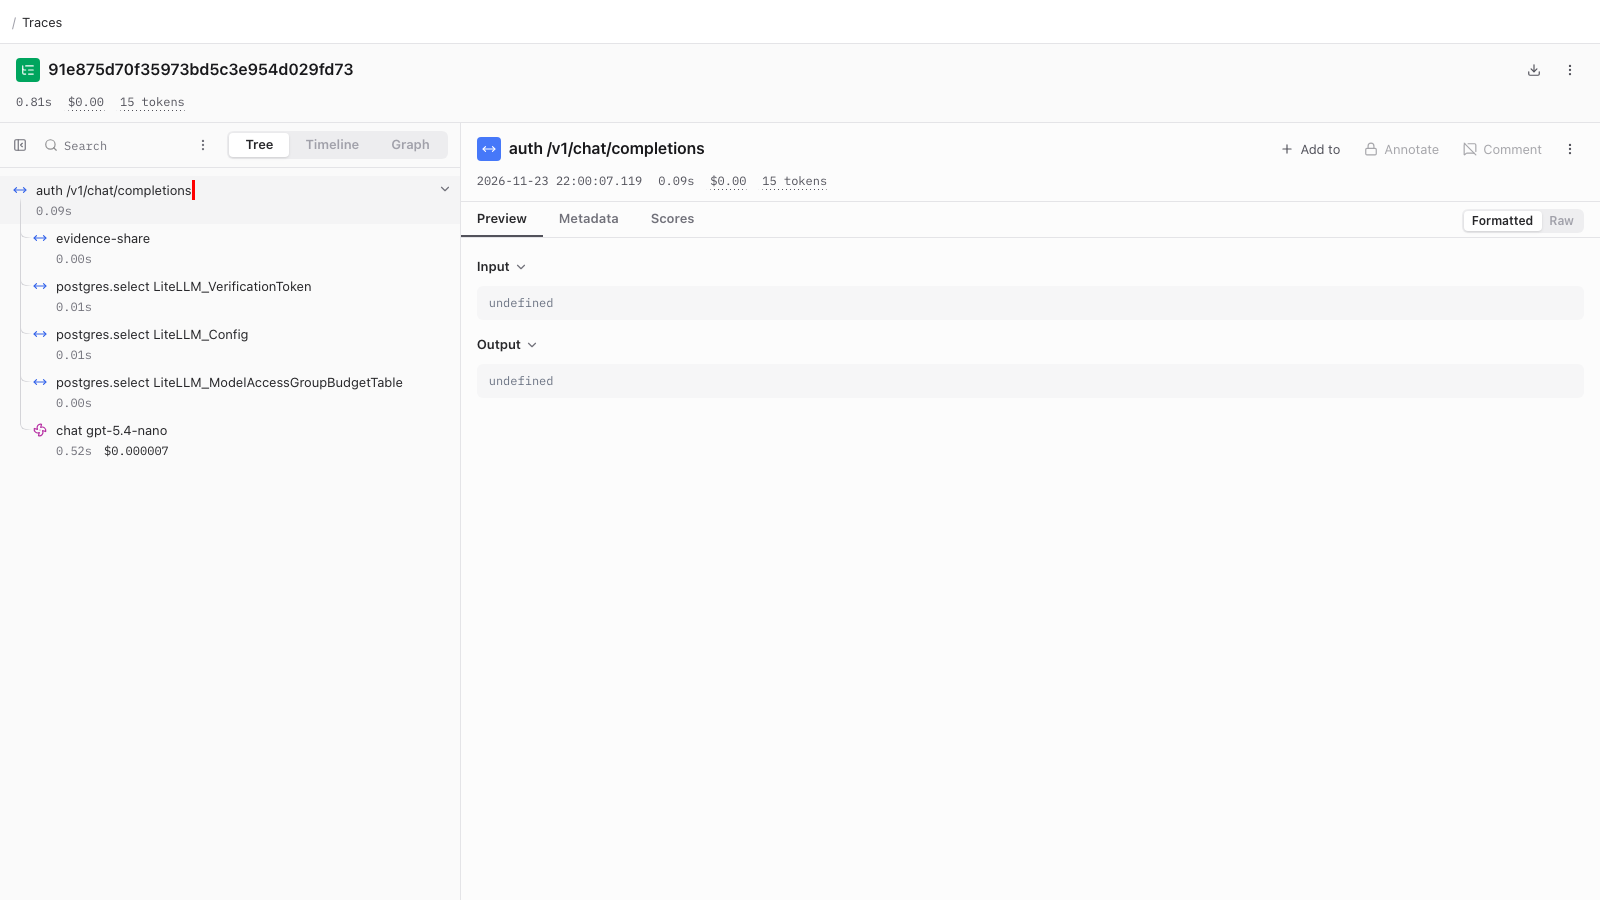 / Traces
91e875d70f35973bd5c3e954d029fd73
0.81s $0.00 15 tokens
Search
Tree Timeline Graph
auth /v1/chat/completions
0.09s
evidence-share
0.00s
postgres.select LiteLLM_VerificationToken
0.01s
postgres.select LiteLLM_Config
0.01s
postgres.select LiteLLM_ModelAccessGroupBudgetTable
0.00s
chat gpt-5.4-nano
0.52s $0.000007
auth /v1/chat/completions
Add to Annotate Comment
2026-11-23 22:00:07.119 0.09s $0.00 15 tokens
Preview Metadata Scores
Formatted Raw
Input
undefined
Output
undefined